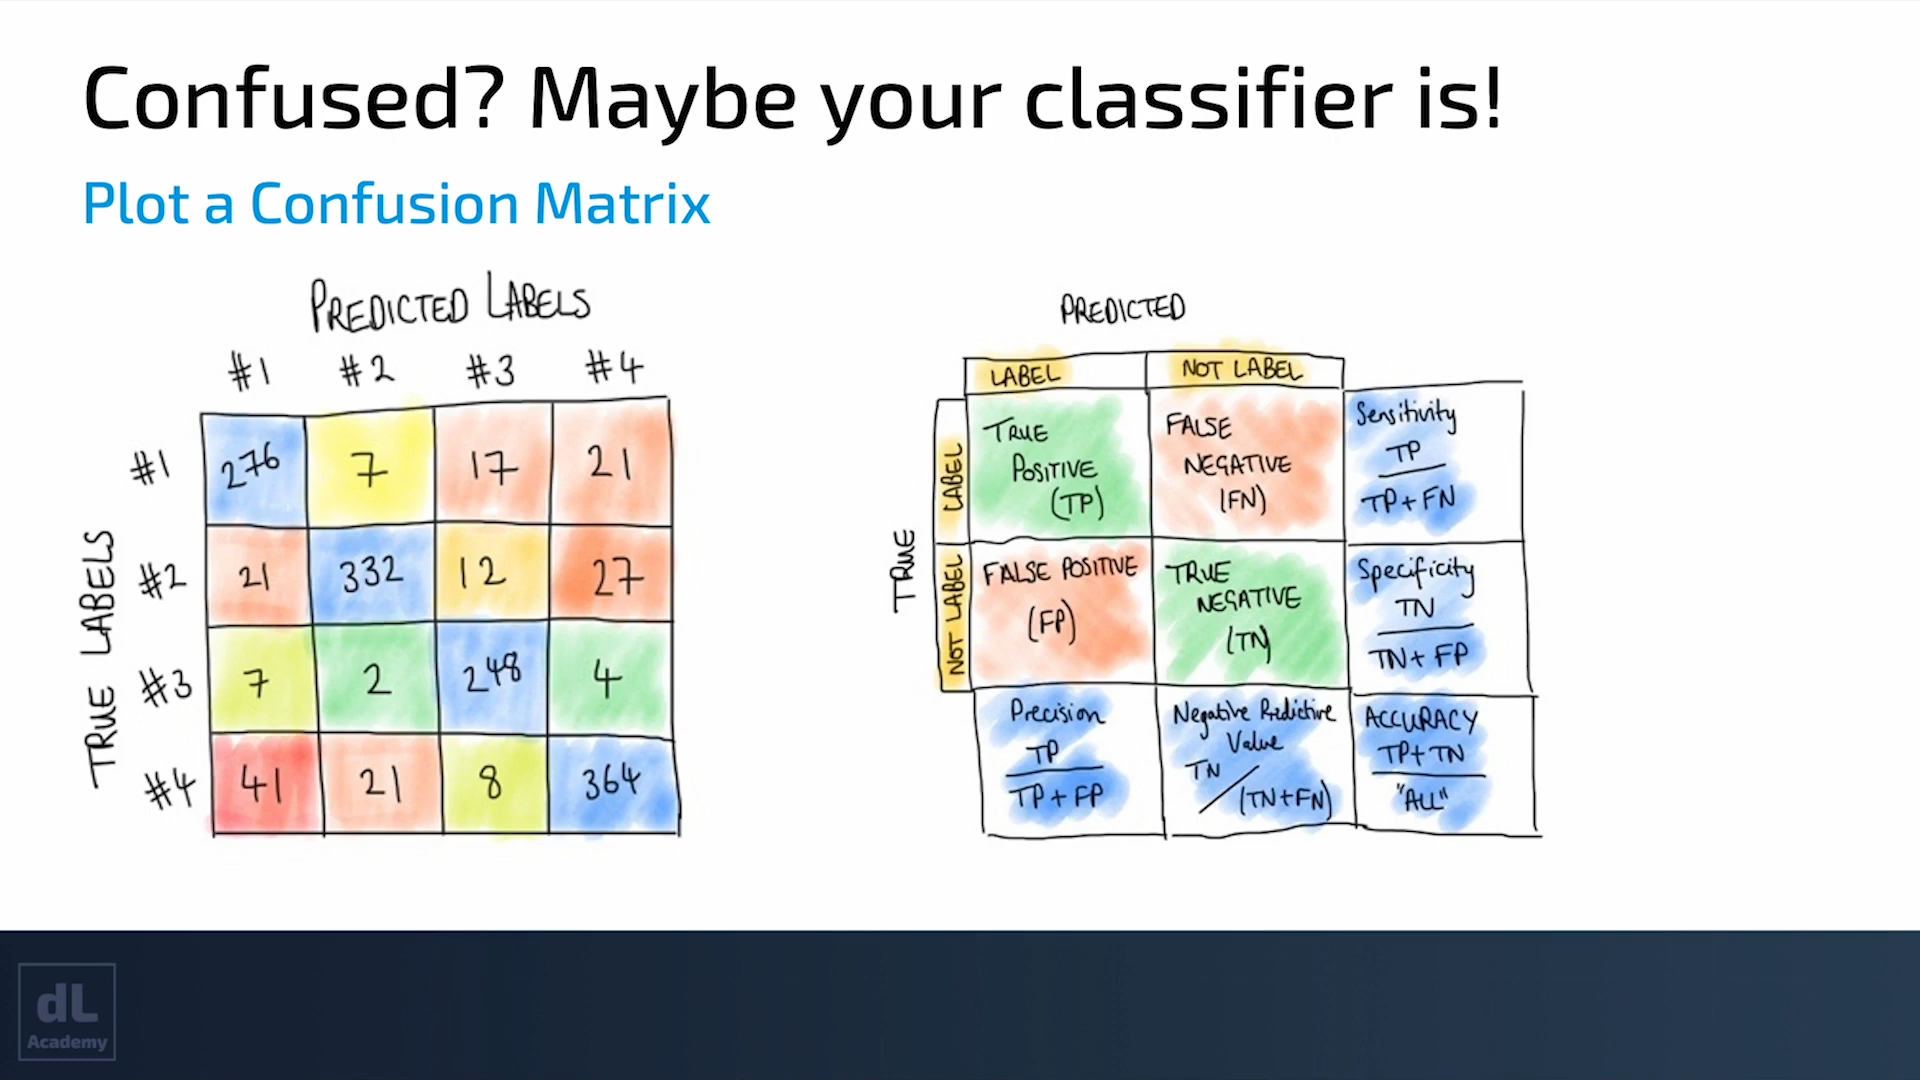 Confused? Maybe your classifier is!
Plot a Confusion Matrix
PREDICTED LABELS
#1 #2 #3 #4
TRUE LABELS
#1 276 7 17 21
#2 21 332 12 27
#3 7 2 248 4
#4 41 21 8 364
PREDICTED
LABEL NOT LABEL
TRUE
LABEL
TRUE
POSITIVE
(TP)
FALSE
NEGATIVE
(FN)
Sensitivity
TP
TP + FN
NOT LABEL
FALSE POSITIVE
(FP)
TRUE
NEGATIVE
(TN)
Specificity
TN
TN + FP
Precision
TP
TP + FP
Negative Predictive
Value
TN
/ (TN+FN)
ACCURACY
TP+TN
"ALL"
dL
Academy